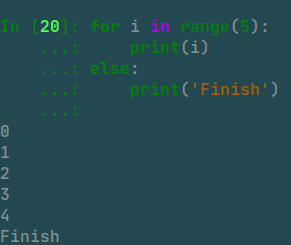 In [20]: for i in range(5):
    ...:     print(i)
    ...: else:
    ...:     print('Finish')
    ...:
0
1
2
3
4
Finish